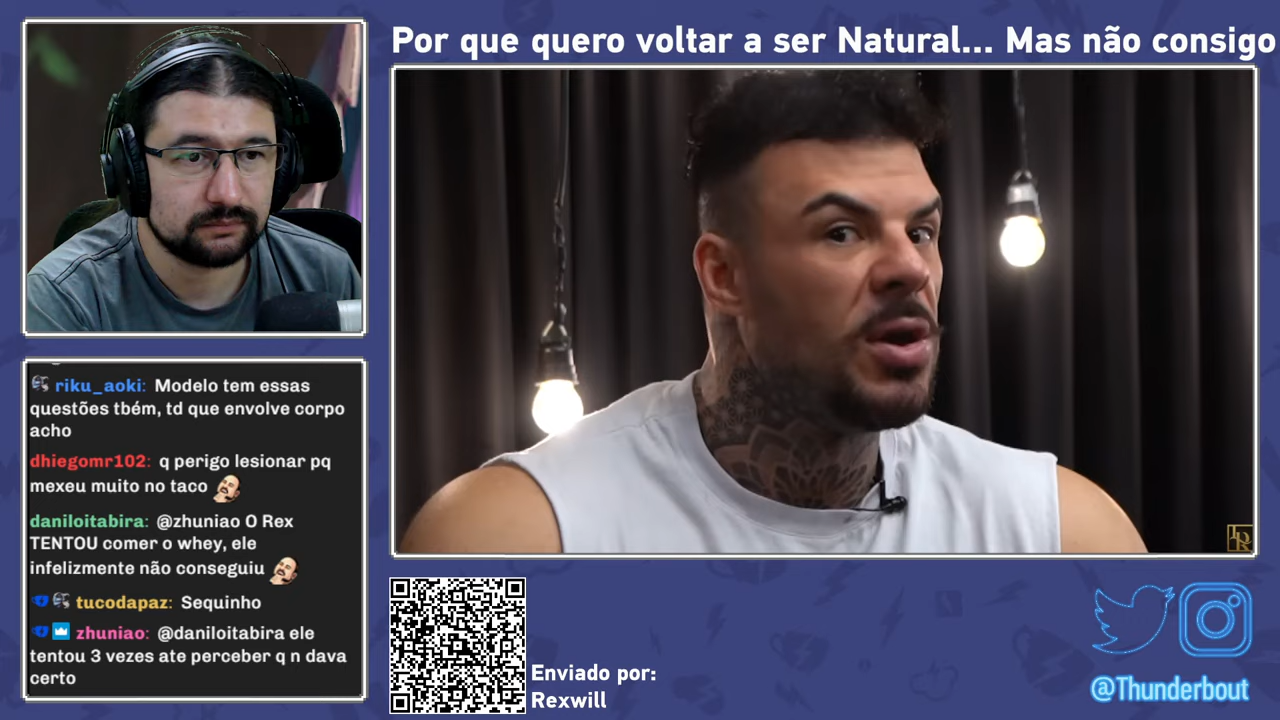 Por que quero voltar a ser Natural... Mas não consigo
riku_aoki: Modelo tem essas
questões tbém, td que envolve corpo
acho
dhiegomr102: q perigo lesionar pq
mexeu muito no taco
daniloitabira: @zhuniao O Rex
TENTOU comer o whey, ele
infelizmente não conseguiu
tucodapaz: Sequinho
zhuniao: @daniloitabira ele
tentou 3 vezes ate perceber q n dava
certo
Enviado por:
Rexwill
@Thunderbout